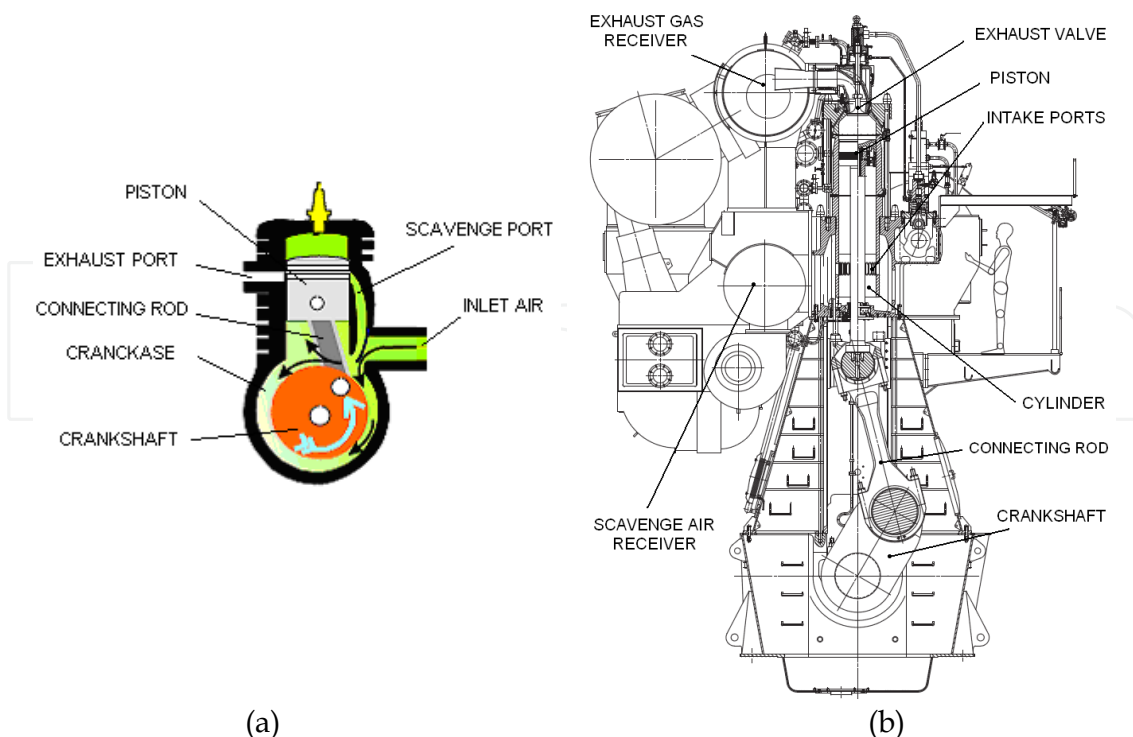 PISTON
EXHAUST PORT
CONNECTING ROD
CRANCKASE
CRANKSHAFT
SCAVENGE PORT
INLET AIR
(a)
EXHAUST GAS
RECEIVER
EXHAUST VALVE
PISTON
INTAKE PORTS
CYLINDER
CONNECTING ROD
SCAVENGE AIR
RECEIVER
CRANKSHAFT
(b)